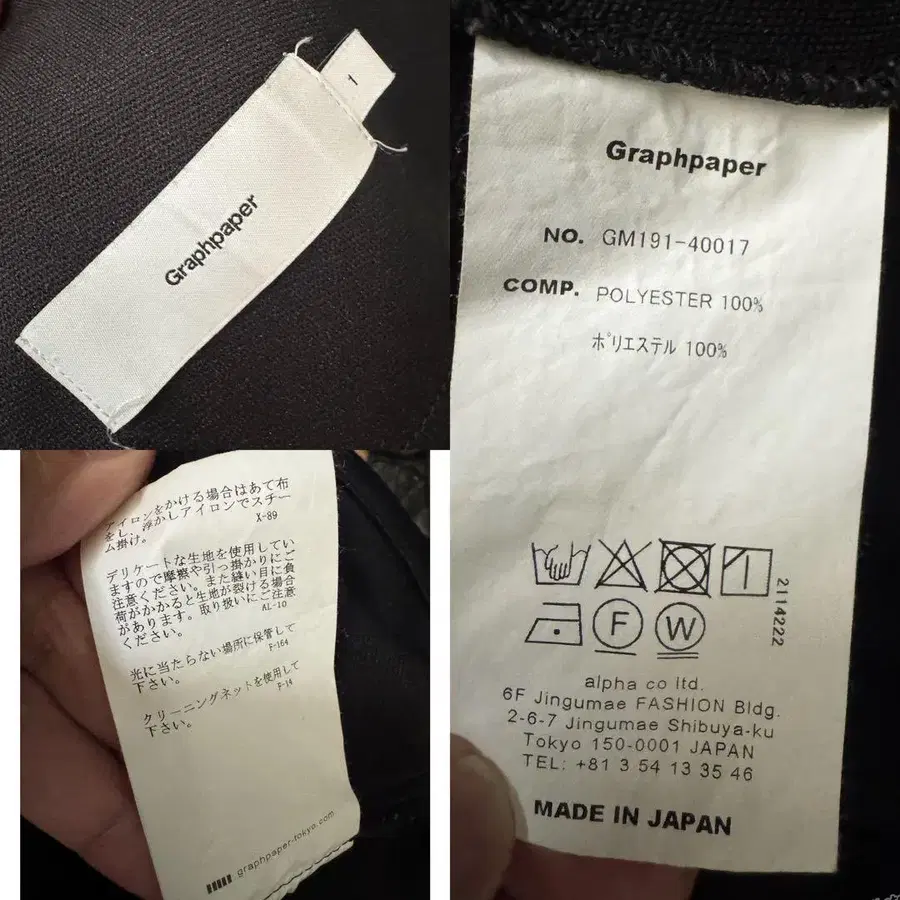 1
Graphpaper
Graphpaper
NO. GM191-40017
COMP. POLYESTER 100%
ポリエステル 100%
F
W
2114222
alpha co ltd.
6F Jingumae FASHION Bldg.
2-6-7 Jingumae Shibuya-ku
Tokyo 150-0001 JAPAN
TEL: +81 3 54 13 35 46
MADE IN JAPAN
アイロンをかける場合はあて布
をし、浮かしアイロンでスチー
ム掛け。
X-89
デリケートな生地を使用してい
ますので摩擦や引っ掛かりにご
注意ください。また縫い目に負
荷がかかると生地が裂ける場合
があります。取り扱いにご注意
ください。
AL-10
光に当たらない場所に保管して
下さい。
F-164
クリーニングネットを使用して
下さい。
F-14
graphpaper-tokyo.com